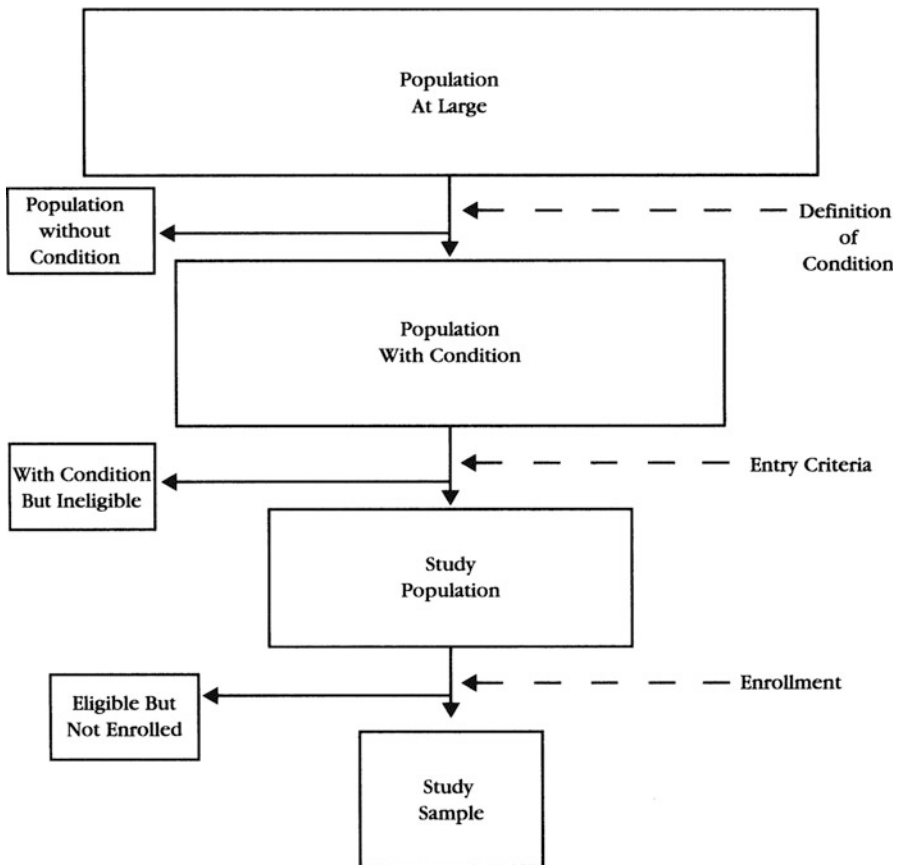 Population
At Large
Population
without
Condition
Definition
of
Condition
Population
With Condition
With Condition
But Ineligible
Entry Criteria
Study
Population
Eligible But
Not Enrolled
Enrollment
Study
Sample